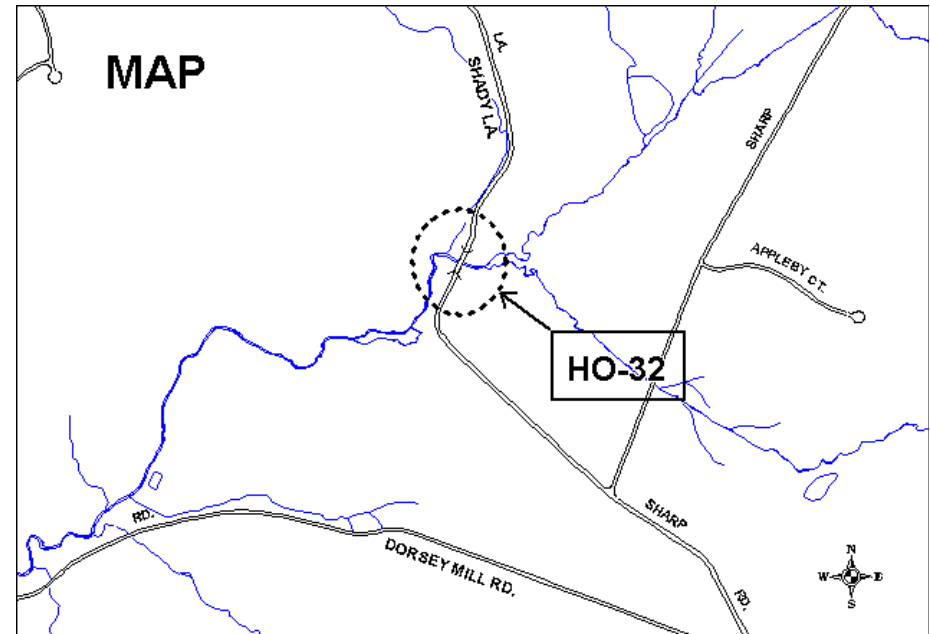 MAP
LA.
SHADY LA.
SHARP
APPLEBY CT.
HO-32
RD.
SHARP
DORSEY MILL RD.
RD.
N
W E
S